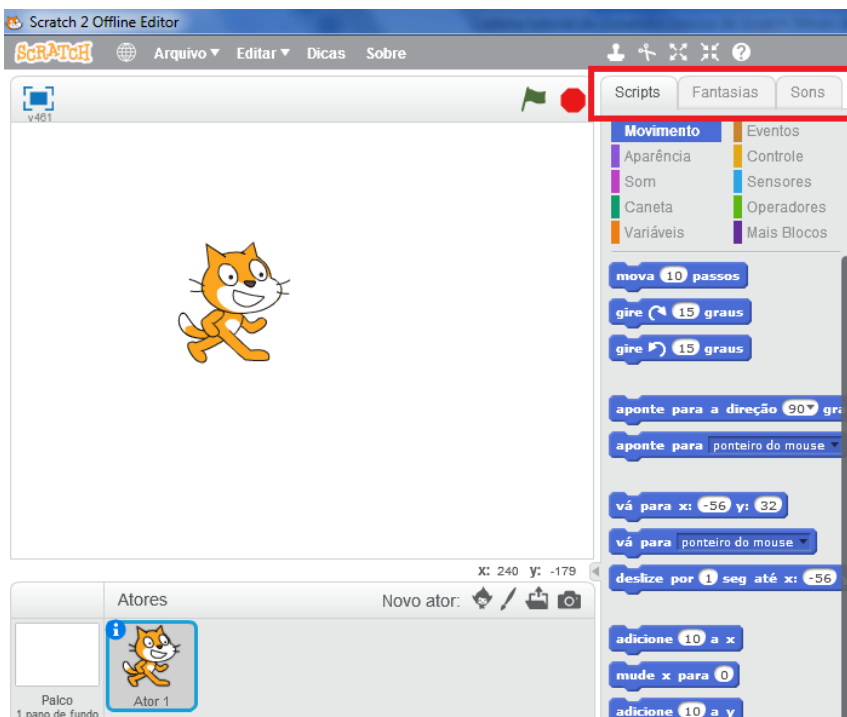 Scratch 2 Offline Editor
SCRATCH Arquivo Editar Dicas Sobre
v461
Scripts Fantasias Sons
Movimento Eventos
Aparência Controle
Som Sensores
Caneta Operadores
Variáveis Mais Blocos
mova 10 passos
gire 15 graus
gire 15 graus
aponte para a direção 90 gra
aponte para ponteiro do mouse
vá para x: -56 y: 32
vá para ponteiro do mouse
deslize por 1 seg até x: -56
adicione 10 a x
mude x para 0
adicione 10 a y
X: 240 y: -179
Atores Novo ator:
Palco
1 pano de fundo
Ator 1